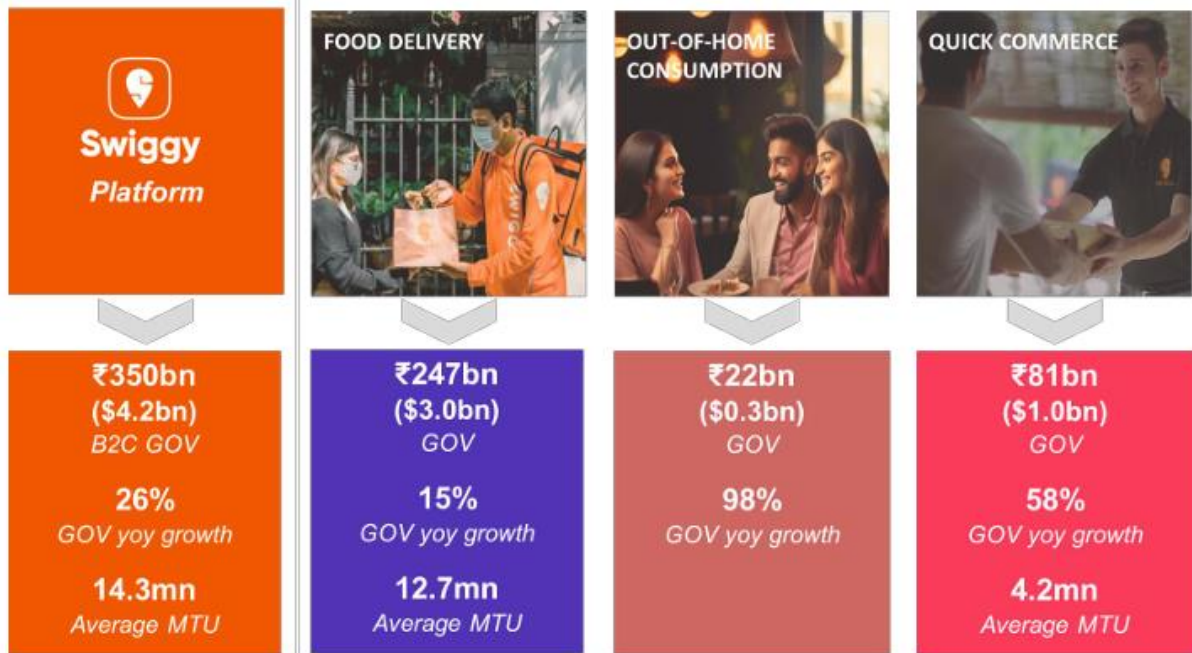 Swiggy
Platform
FOOD DELIVERY
OUT-OF-HOME
CONSUMPTION
QUICK COMMERCE
₹350bn
($4.2bn)
B2C GOV
26%
GOV yoy growth
14.3mn
Average MTU
₹247bn
($3.0bn)
GOV
15%
GOV yoy growth
12.7mn
Average MTU
₹22bn
($0.3bn)
GOV
98%
GOV yoy growth
₹81bn
($1.0bn)
GOV
58%
GOV yoy growth
4.2mn
Average MTU